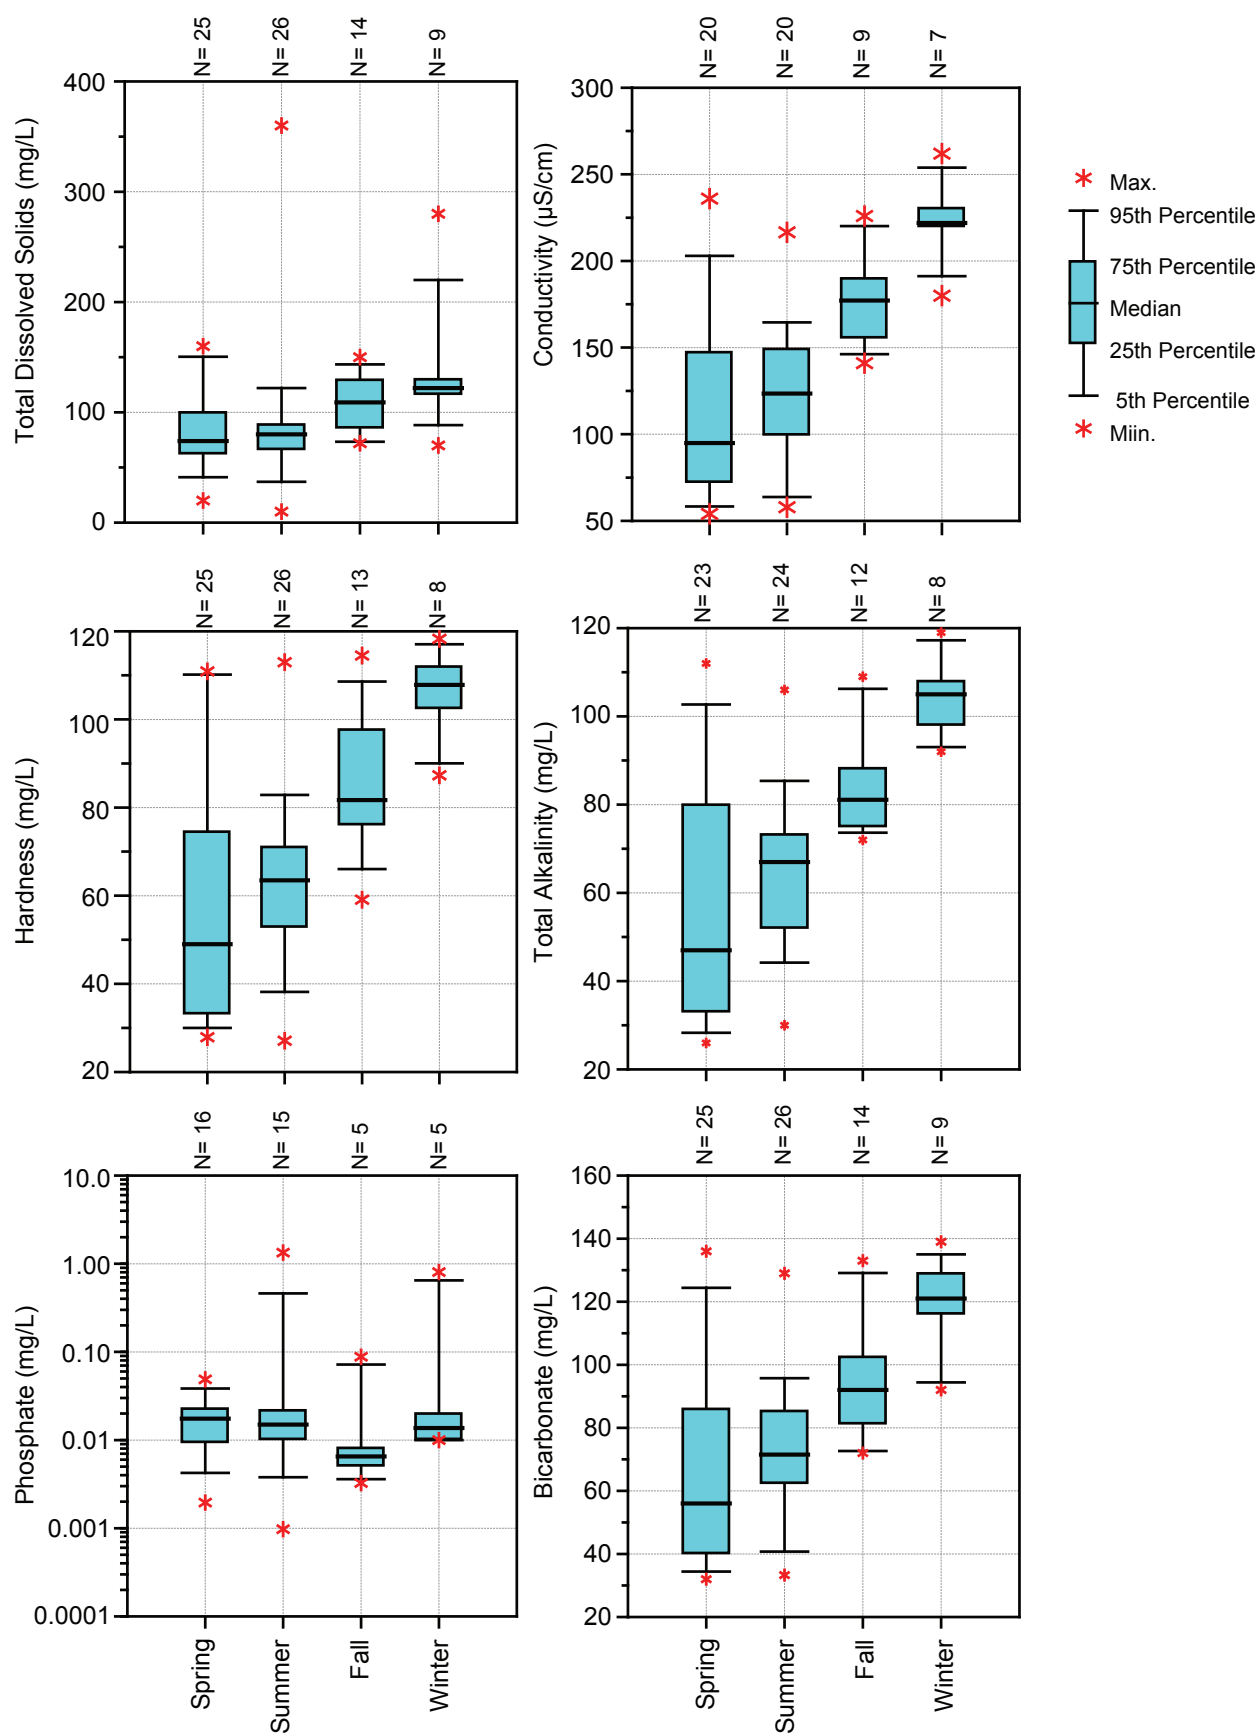 N= 25
N= 26
N= 14
N= 9
Total Dissolved Solids (mg/L)
400
300
200
100
0
N= 20
N= 20
N= 9
N= 7
Conductivity (µS/cm)
300
250
200
150
100
50
Max.
95th Percentile
75th Percentile
Median
25th Percentile
5th Percentile
Miin.
N= 25
N= 26
N= 13
N= 8
Hardness (mg/L)
120
100
80
60
40
20
N= 23
N= 24
N= 12
N= 8
Total Alkalinity (mg/L)
120
100
80
60
40
20
N= 16
N= 15
N= 5
N= 5
Phosphate (mg/L)
10.0
1.00
0.10
0.01
0.001
0.0001
Spring
Summer
Fall
Winter
N= 25
N= 26
N= 14
N= 9
Bicarbonate (mg/L)
160
140
120
100
80
60
40
20
Spring
Summer
Fall
Winter